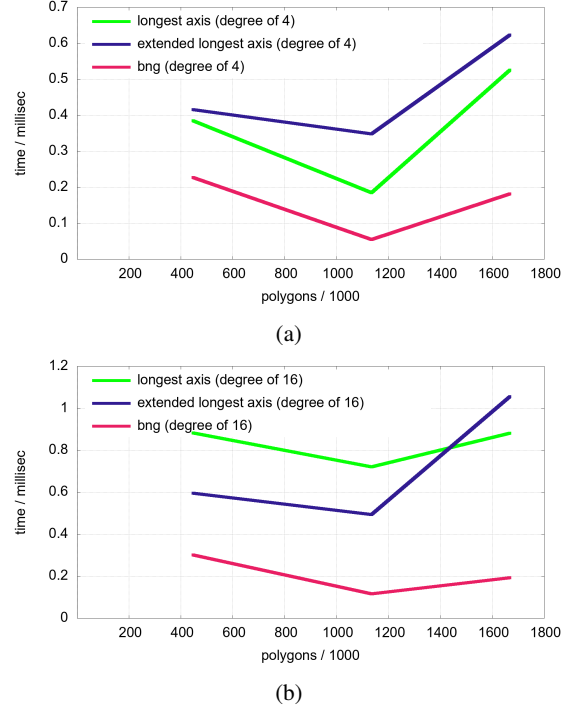 0.7
longest axis (degree of 4)
0.6
extended longest axis (degree of 4)
bng (degree of 4)
0.5
0.4
time / millisec
0.3
0.2
0.1
0
200 400 600 800 1000 1200 1400 1600 1800
polygons / 1000
(a)
1.2
longest axis (degree of 16)
1
extended longest axis (degree of 16)
bng (degree of 16)
0.8
time / millisec
0.6
0.4
0.2
0
200 400 600 800 1000 1200 1400 1600 1800
polygons / 1000
(b)